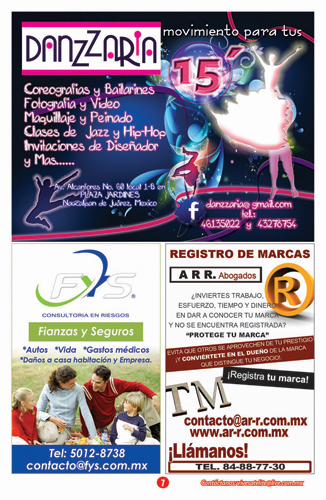 DANZZARIA
movimiento para tus
15´
Coreografias y Bailarines
Fotografia y Video
Maquillaje y Peinado
Clases de Jazz y Hip-Hop
Invitaciones de Diseñador
y Mas......
Av. Alcanfores No. 60 local 1-B en
PLAZA JARDINES
Naucalpan de Juárez, Mexico
f
danzzaria@gmail.com
tel.:
46135022 y 43276754
FYS
CONSULTORIA EN RIESGOS
Fianzas y Seguros
*Autos *Vida *Gastos médicos
*Daños a casa habitación y Empresa.
Tel: 5012-8738
contacto@fys.com.mx
REGISTRO DE MARCAS
A R R. Abogados
R
¿INVIERTES TRABAJO,
ESFUERZO, TIEMPO Y DINERO
EN DAR A CONOCER TU MARCA
Y NO SE ENCUENTRA REGISTRADA?
"PROTEGE TU MARCA"
EVITA QUE OTROS SE APROVECHEN DE TU PRESTIGIO
¡Y CONVIÉRTETE EN EL DUEÑO DE LA MARCA
QUE DISTINGUE TU NEGOCIO!
¡Registra tu marca!
TM
contacto@ar-r.com.mx
www.ar-r.com.mx
¡Llámanos!
TEL. 84-88-77-30
7